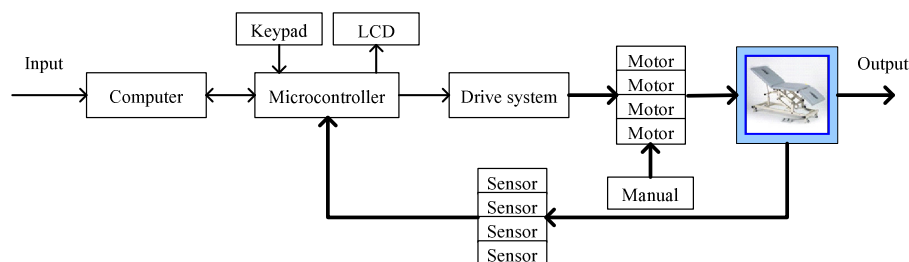 Keypad
LCD
Input
Computer
Microcontroller
Drive system
Motor
Motor
Motor
Motor
Output
Manual
Sensor
Sensor
Sensor
Sensor